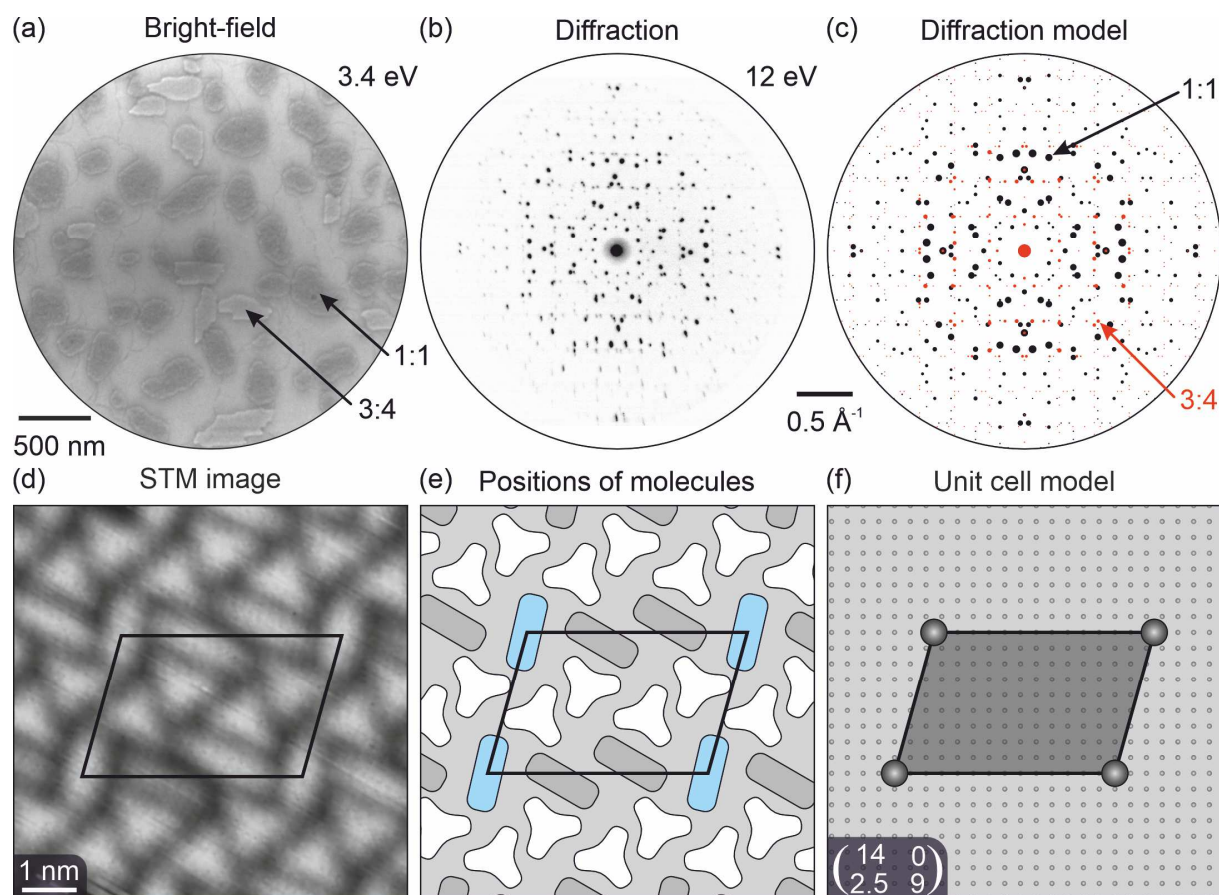 (a) Bright-field
3.4 eV
1:1
3:4
500 nm
(b) Diffraction
12 eV
0.5 Å⁻¹
(c) Diffraction model
1:1
3:4
(d) STM image
1 nm
(e) Positions of molecules
(f) Unit cell model
14 0
2.5 9